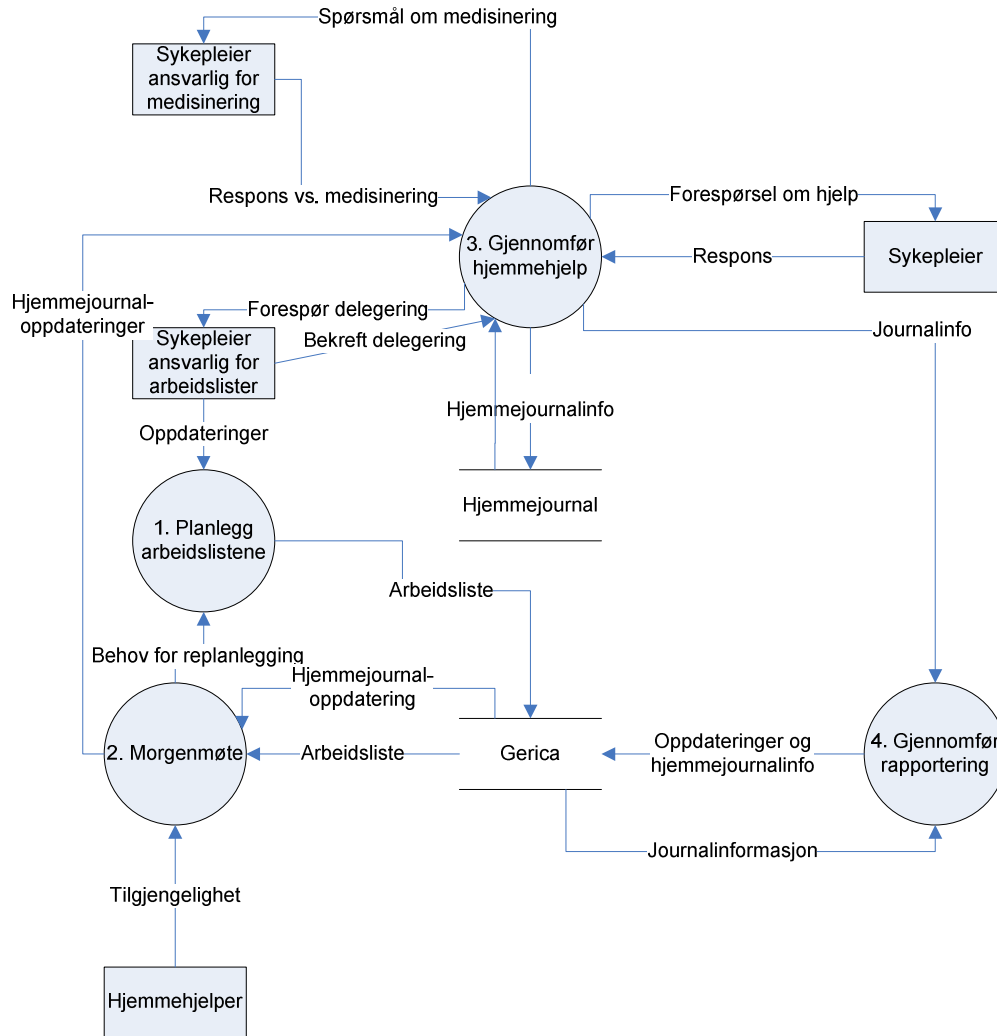 Spørsmål om medisinering
Sykepleier
ansvarlig for
medisinering
Respons vs. medisinering
Forespørsel om hjelp
3. Gjennomfør
hjemmehjelp
Respons
Sykepleier
Hjemmejournal-
oppdateringer
Forespør delegering
Bekreft delegering
Journalinfo
Sykepleier
ansvarlig for
arbeidslister
Oppdateringer
Hjemmejournalinfo
Hjemmejournal
1. Planlegg
arbeidslistene
Arbeidsliste
Behov for replanlegging
Hjemmejournal-
oppdatering
2. Morgenmøte
Arbeidsliste
Gerica
Oppdateringer og
hjemmejournalinfo
4. Gjennomfør
rapportering
Journalinformasjon
Tilgjengelighet
Hjemmehjelper